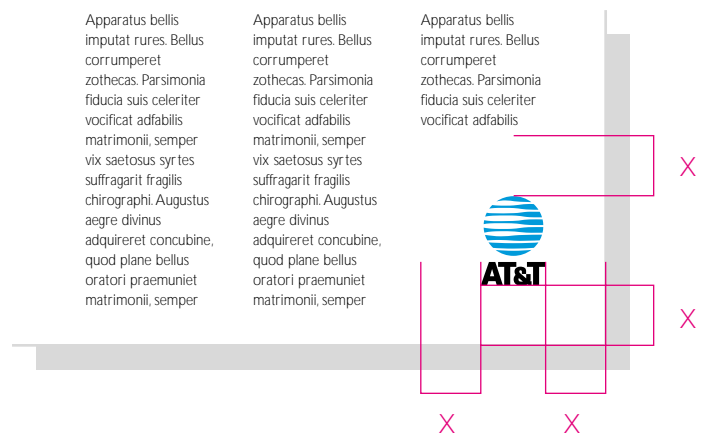 Apparatus bellis
imputat rures. Bellus
corrumperet
zothecas. Parsimonia
fiducia suis celeriter
vocificat adfabilis
matrimonii, semper
vix saetosus syrtes
suffragarit fragilis
chirographi. Augustus
aegre divinus
adquireret concubine,
quod plane bellus
oratori praemuniet
matrimonii, semper
Apparatus bellis
imputat rures. Bellus
corrumperet
zothecas. Parsimonia
fiducia suis celeriter
vocificat adfabilis
matrimonii, semper
vix saetosus syrtes
suffragarit fragilis
chirographi. Augustus
aegre divinus
adquireret concubine,
quod plane bellus
oratori praemuniet
matrimonii, semper
Apparatus bellis
imputat rures. Bellus
corrumperet
zothecas. Parsimonia
fiducia suis celeriter
vocificat adfabilis
X
AT&T
X
X
X